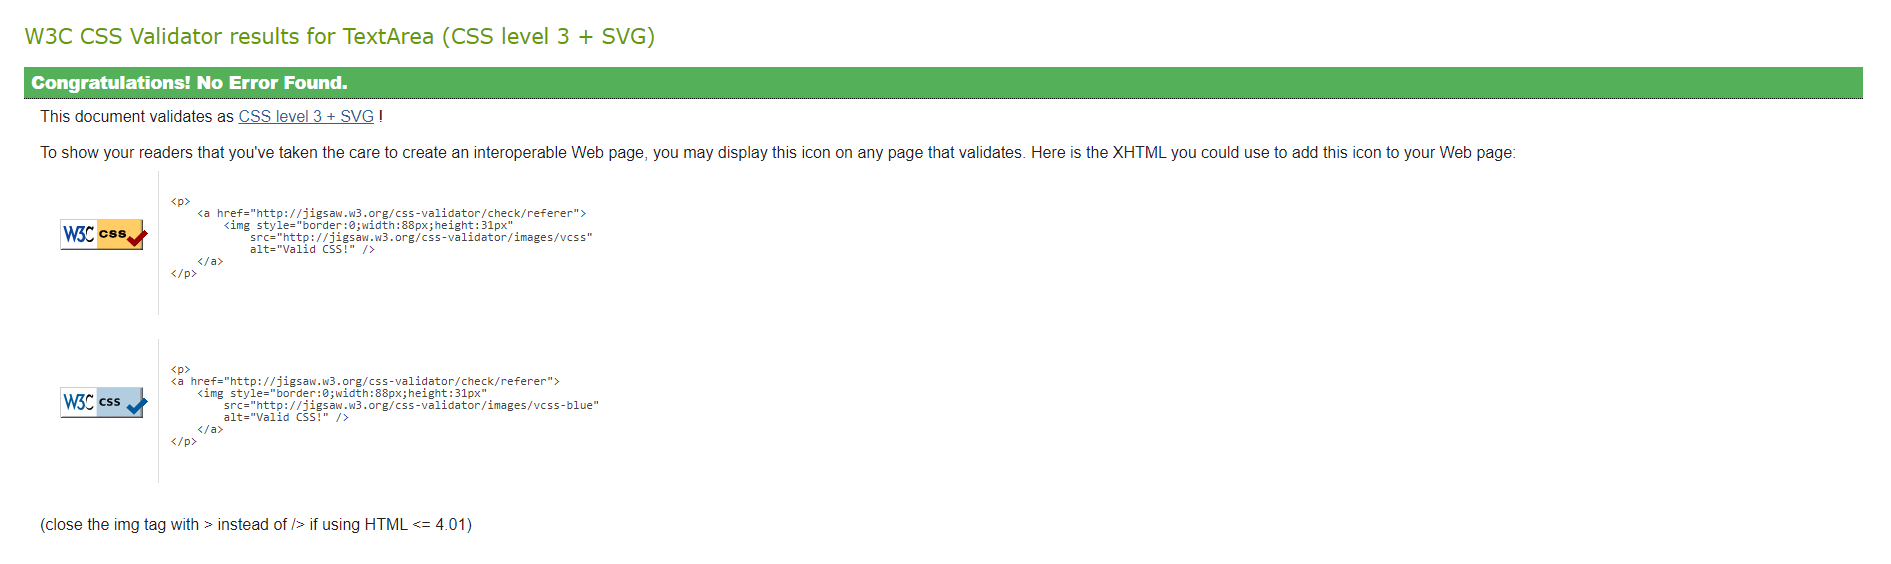 W3C CSS Validator results for TextArea (CSS level 3 + SVG)
Congratulations! No Error Found.
This document validates as CSS level 3 + SVG !
To show your readers that you've taken the care to create an interoperable Web page, you may display this icon on any page that validates. Here is the XHTML you could use to add this icon to your Web page:
W3C css
<p>
    <a href="http://jigsaw.w3.org/css-validator/check/referer">
        <img style="border:0;width:88px;height:31px"
            src="http://jigsaw.w3.org/css-validator/images/vcss"
            alt="Valid CSS!" />
    </a>
</p>
W3C css
<p>
<a href="http://jigsaw.w3.org/css-validator/check/referer">
    <img style="border:0;width:88px;height:31px"
        src="http://jigsaw.w3.org/css-validator/images/vcss-blue"
        alt="Valid CSS!" />
    </a>
</p>
(close the img tag with > instead of /> if using HTML <= 4.01)